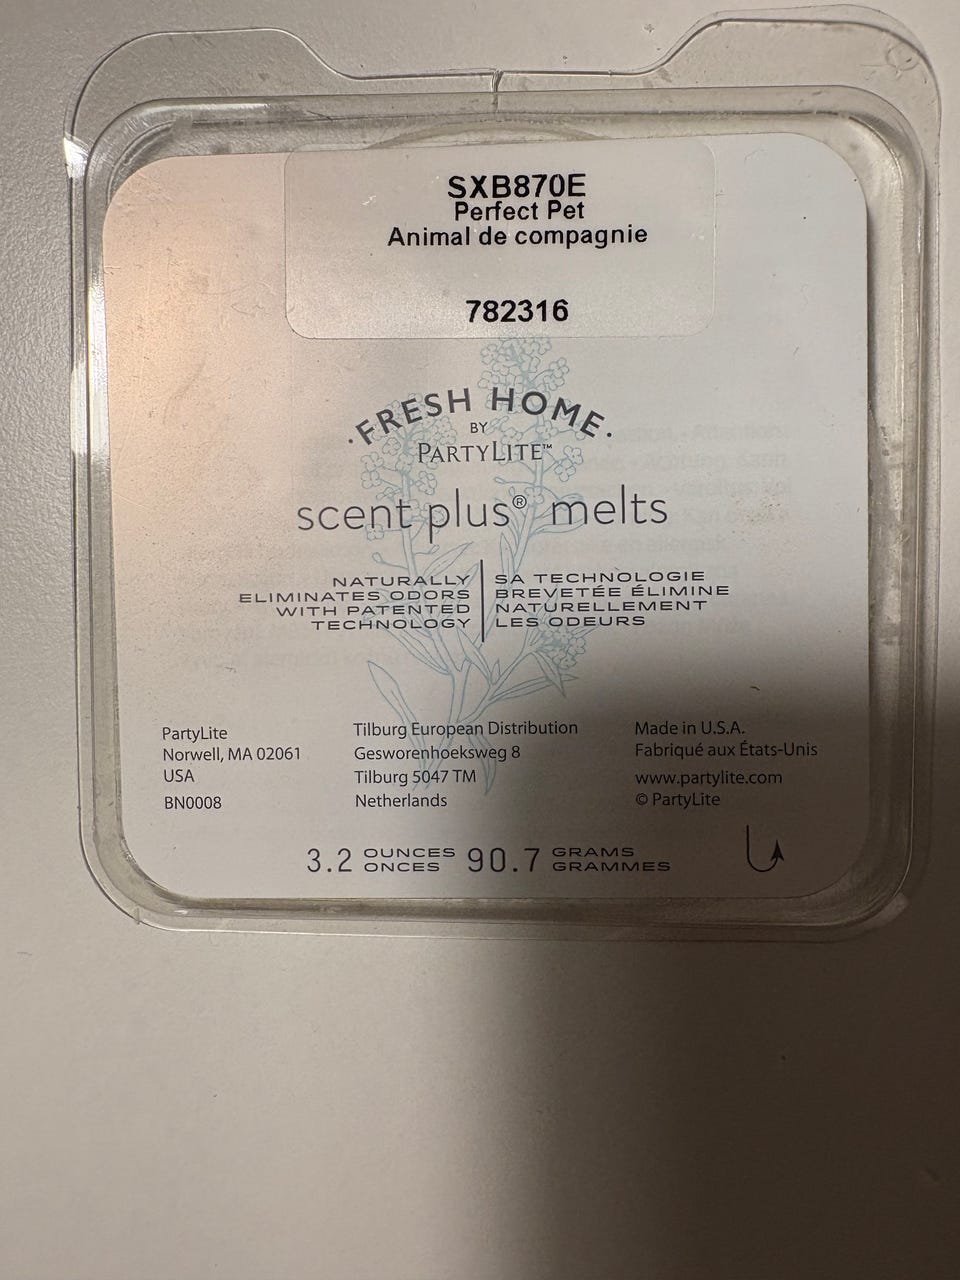 SXB870E
Perfect Pet
Animal de compagnie
782316
·FRESH HOME·
BY
PARTYLITE™
scent plus® melts
NATURALLY
ELIMINATES ODORS
WITH PATENTED
TECHNOLOGY
SA TECHNOLOGIE
BREVETÉE ÉLIMINE
NATURELLEMENT
LES ODEURS
PartyLite
Norwell, MA 02061
USA
BN0008
Tilburg European Distribution
Gesworenhoeksweg 8
Tilburg 5047 TM
Netherlands
Made in U.S.A.
Fabriqué aux États-Unis
www.partylite.com
© PartyLite
3.2 OUNCES ONCES 90.7 GRAMS GRAMMES